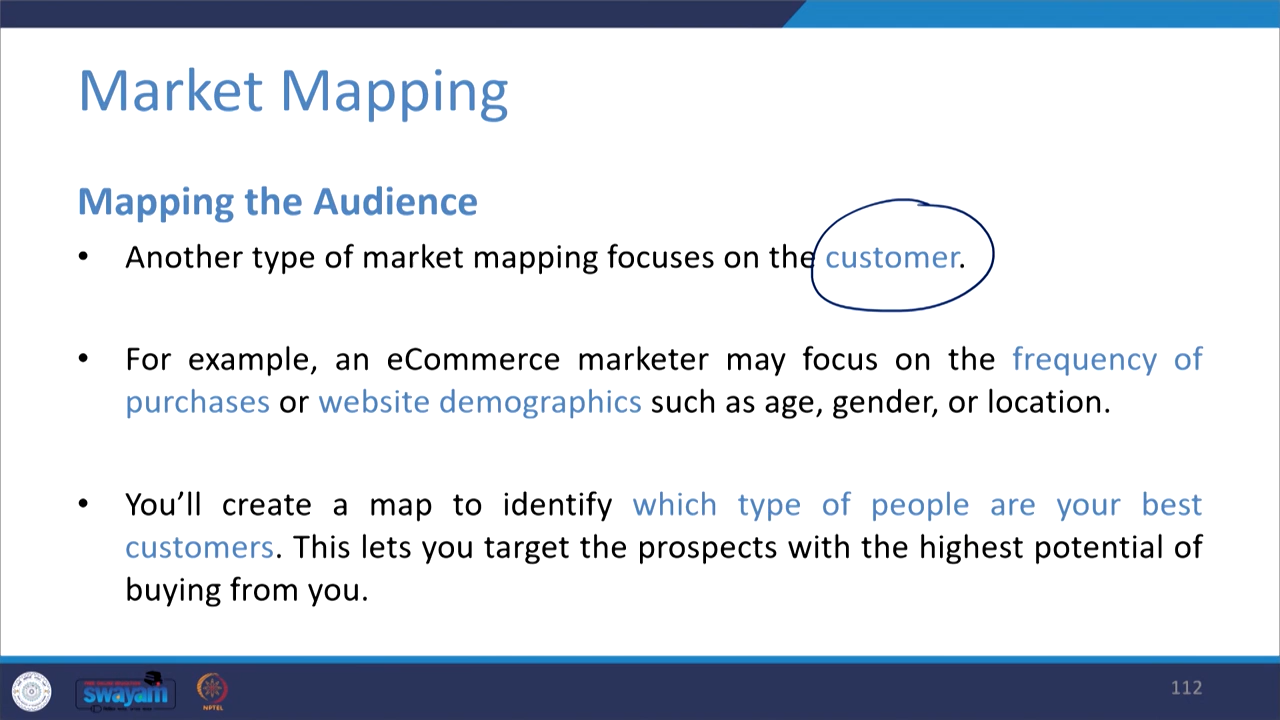 Market Mapping
Mapping the Audience
• Another type of market mapping focuses on the customer.
• For example, an eCommerce marketer may focus on the frequency of
purchases or website demographics such as age, gender, or location.
• You’ll create a map to identify which type of people are your best
customers. This lets you target the prospects with the highest potential of
buying from you.
swayam
NPTEL
112